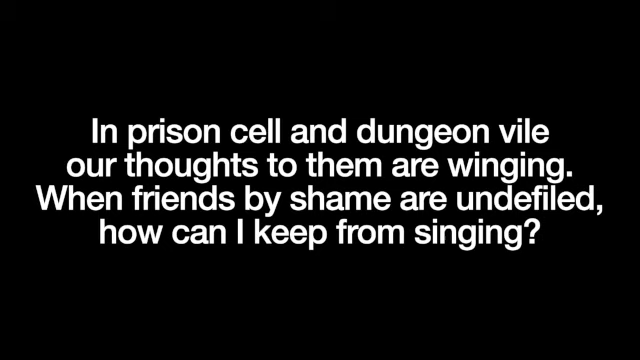 In prison cell and dungeon vile
our thoughts to them are winging.
When friends by shame are undefiled,
how can I keep from singing?